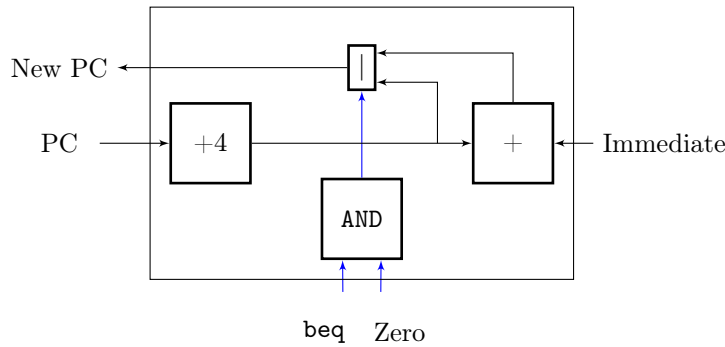 New PC
|
PC
+4
+
Immediate
AND
beq
Zero